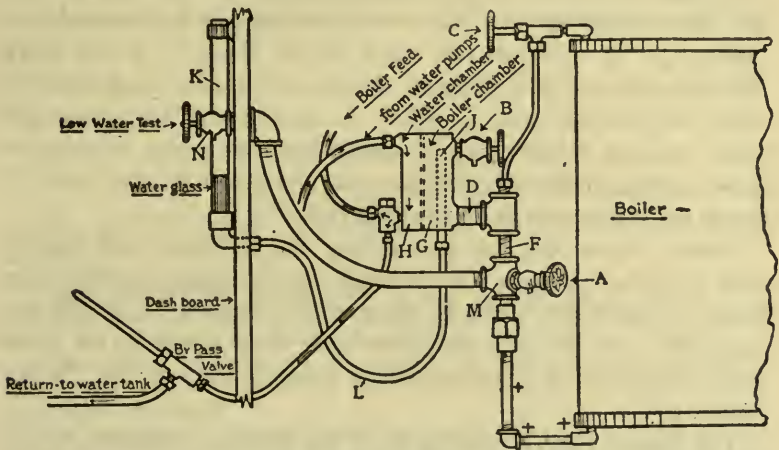 C
K
Boiler Feed
from water pumps
Water chamber
Boiler chamber
J
B
Low Water Test
N
D
Water glass
Boiler -
F
H
G
A
M
Dash board
By Pass
Valve
Return-to water tank
L
+
+
+